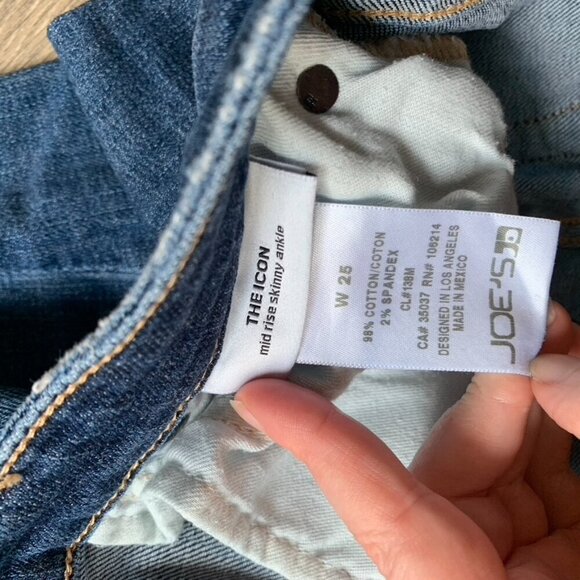 THE ICON
mid rise skinny ankle
W 25
98% COTTON/COTON
2% SPANDEX
CL#138M
CA# 35037 RN# 106214
DESIGNED IN LOS ANGELES
MADE IN MEXICO
JOE'S